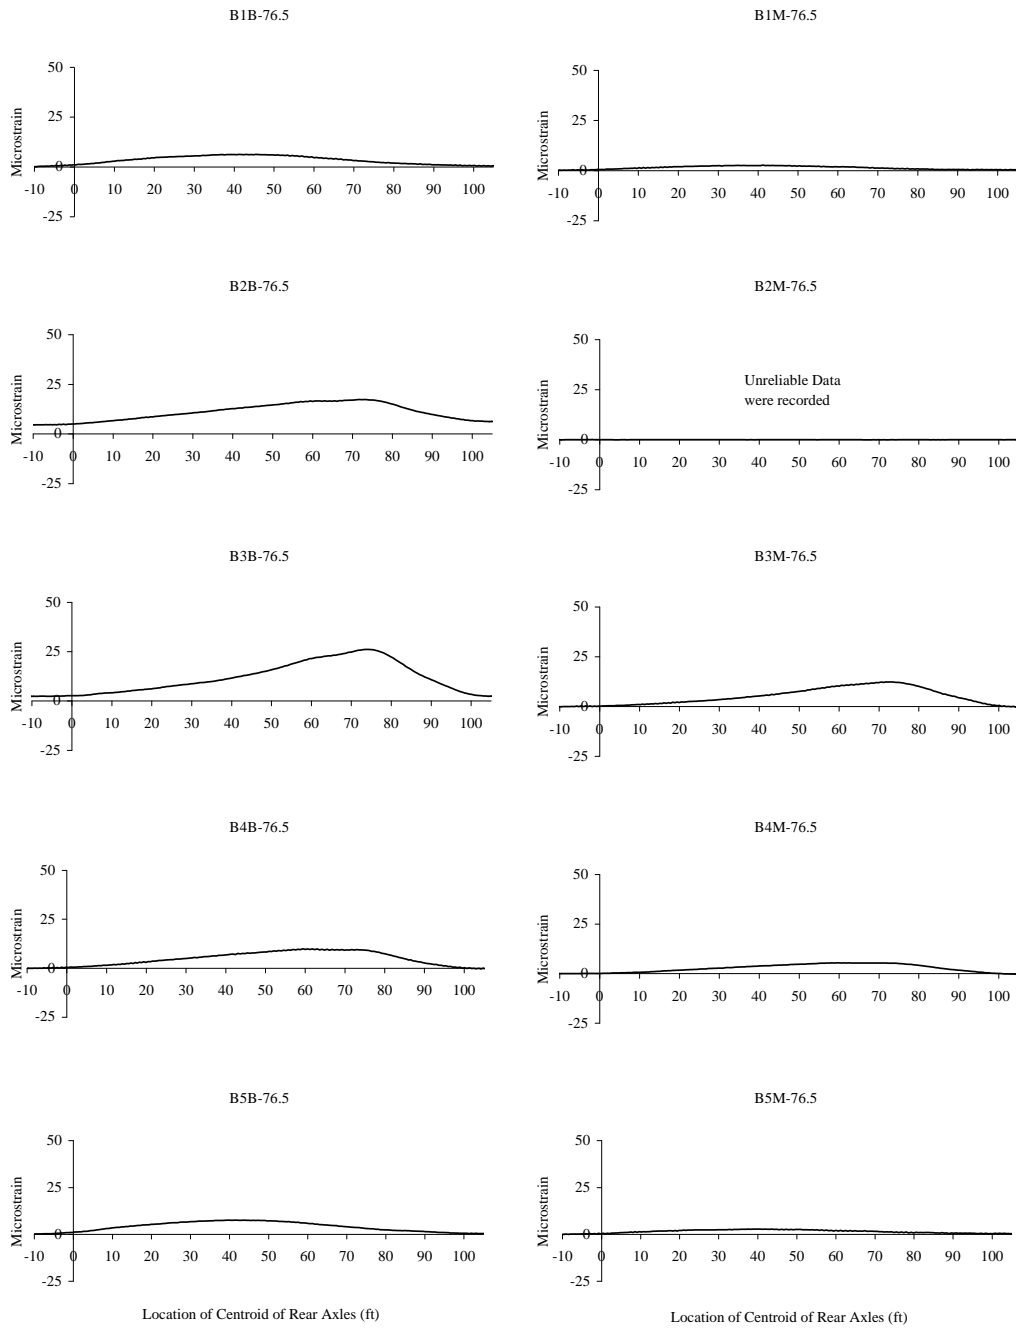 B1B-76.5
50
25
0
-25
Microstrain
-10 0 10 20 30 40 50 60 70 80 90 100
B1M-76.5
50
25
0
-25
Microstrain
-10 0 10 20 30 40 50 60 70 80 90 100
B2B-76.5
50
25
0
-25
Microstrain
-10 0 10 20 30 40 50 60 70 80 90 100
B2M-76.5
50
25
0
-25
Microstrain
Unreliable Data
were recorded
-10 0 10 20 30 40 50 60 70 80 90 100
B3B-76.5
50
25
0
-25
Microstrain
-10 0 10 20 30 40 50 60 70 80 90 100
B3M-76.5
50
25
0
-25
Microstrain
-10 0 10 20 30 40 50 60 70 80 90 100
B4B-76.5
50
25
0
-25
Microstrain
-10 0 10 20 30 40 50 60 70 80 90 100
B4M-76.5
50
25
0
-25
Microstrain
-10 0 10 20 30 40 50 60 70 80 90 100
B5B-76.5
50
25
0
-25
Microstrain
-10 0 10 20 30 40 50 60 70 80 90 100
Location of Centroid of Rear Axles (ft)
B5M-76.5
50
25
0
-25
Microstrain
-10 0 10 20 30 40 50 60 70 80 90 100
Location of Centroid of Rear Axles (ft)